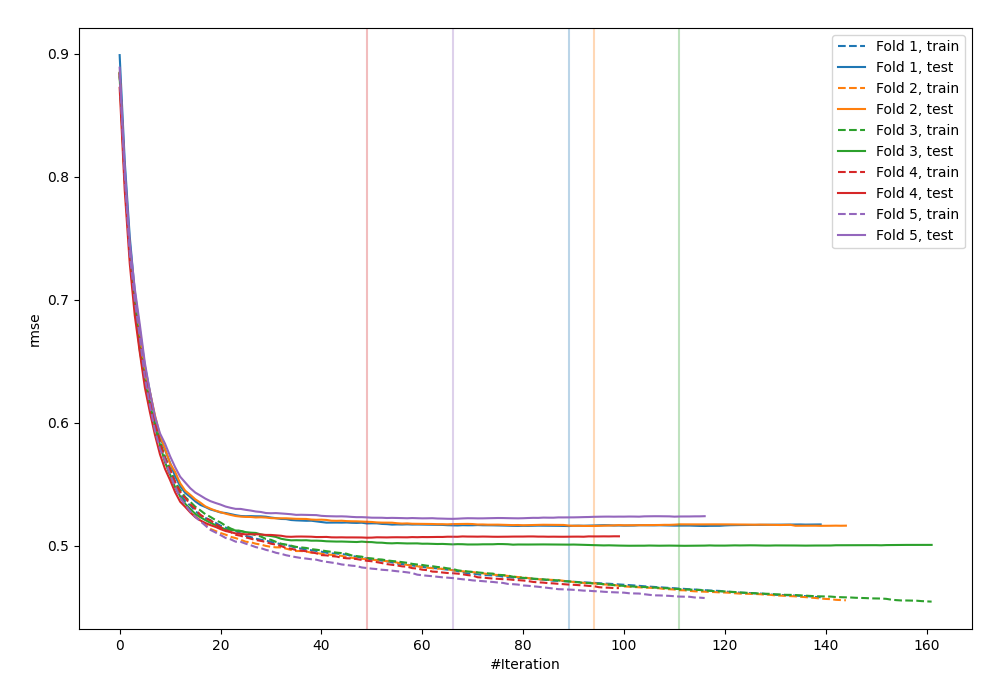 0.9
0.8
0.7
0.6
0.5
rmse
0 20 40 60 80 100 120 140 160
#Iteration
Fold 1, train
Fold 1, test
Fold 2, train
Fold 2, test
Fold 3, train
Fold 3, test
Fold 4, train
Fold 4, test
Fold 5, train
Fold 5, test